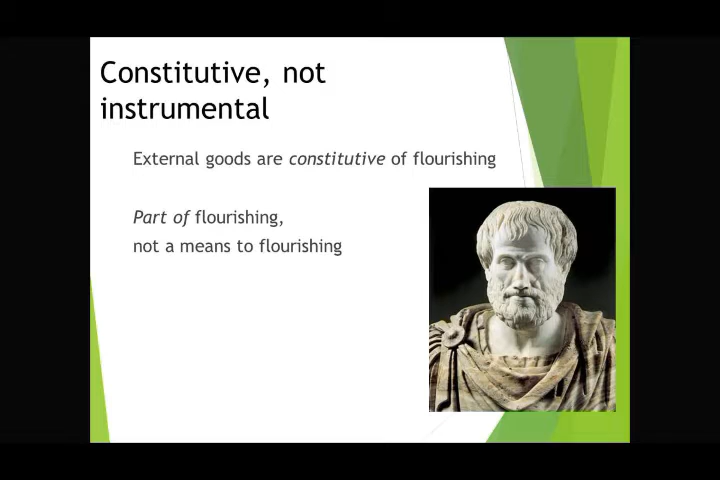 Constitutive, not
instrumental
External goods are constitutive of flourishing
Part of flourishing,
not a means to flourishing